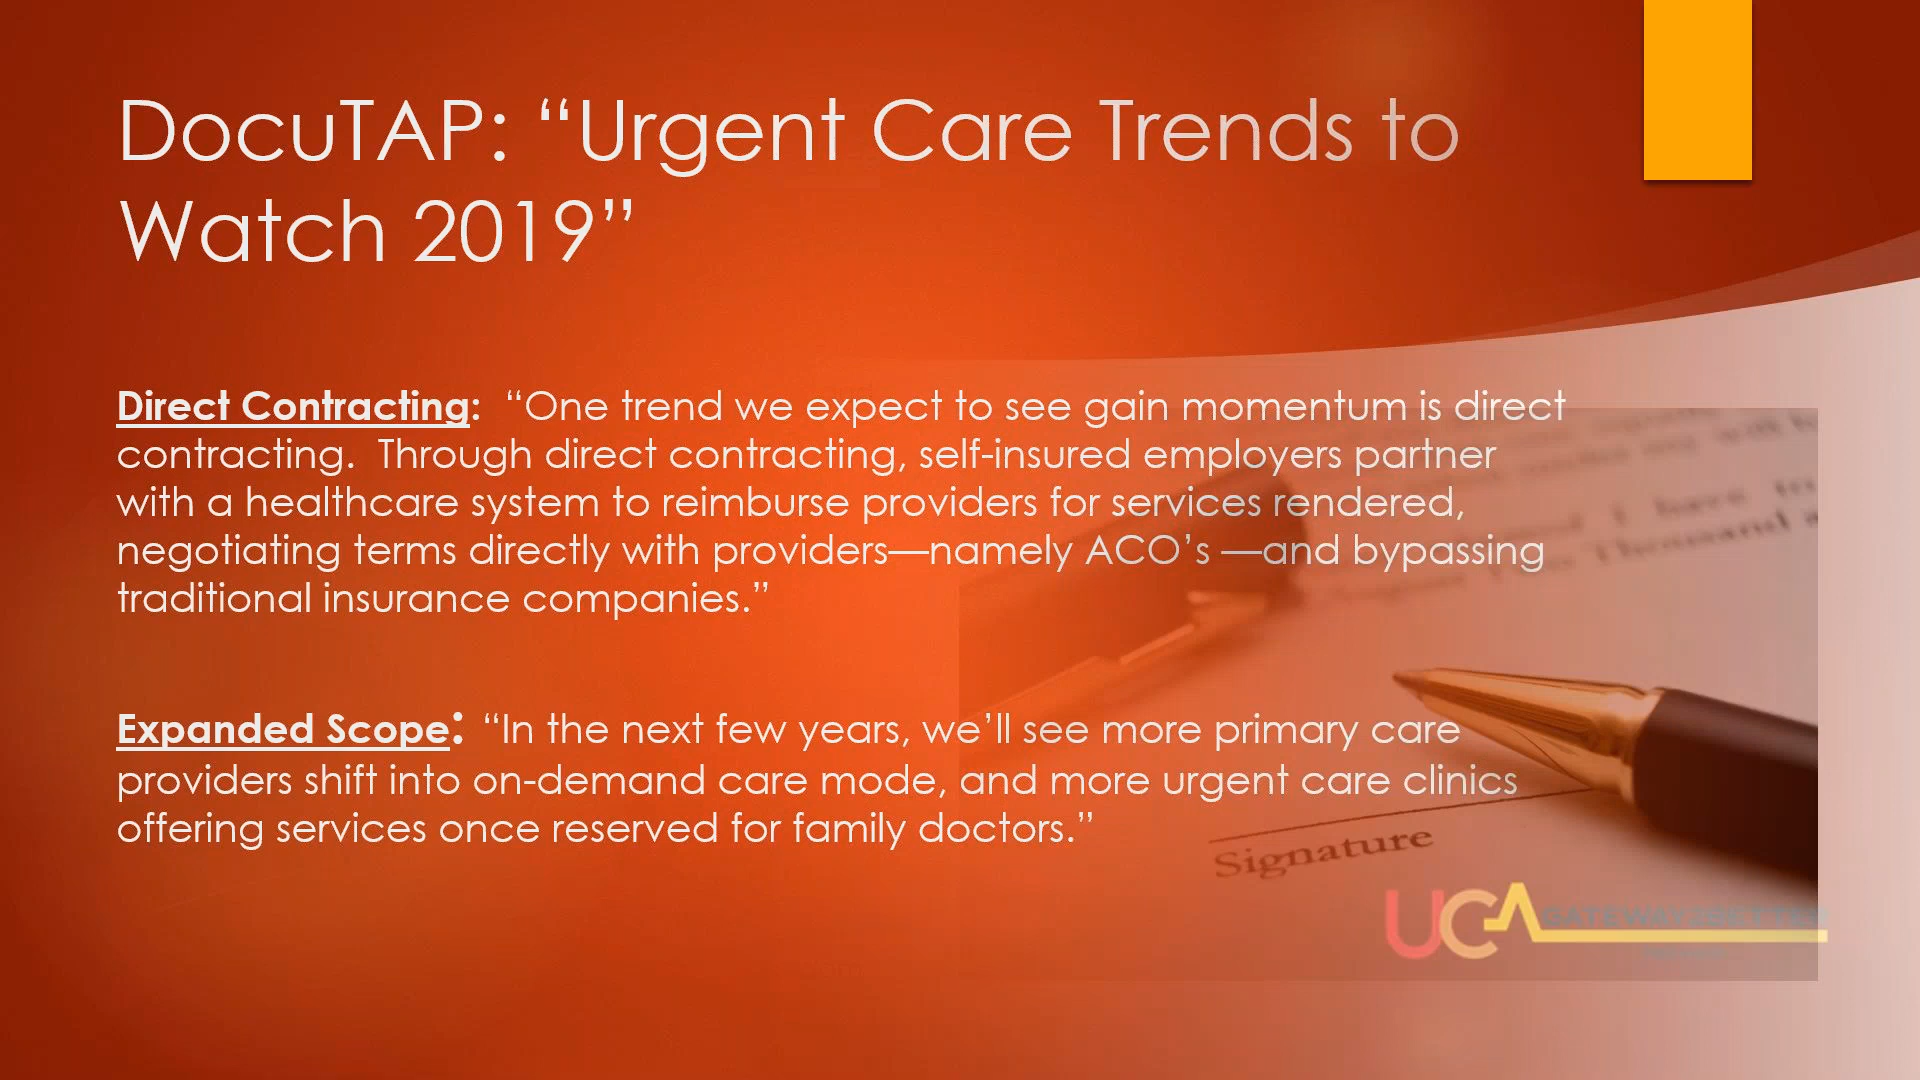 DocuTAP: “Urgent Care Trends to
Watch 2019”
Direct Contracting:  “One trend we expect to see gain momentum is direct
contracting.  Through direct contracting, self-insured employers partner
with a healthcare system to reimburse providers for services rendered,
negotiating terms directly with providers—namely ACO’s —and bypassing
traditional insurance companies.”
Expanded Scope: “In the next few years, we’ll see more primary care
providers shift into on-demand care mode, and more urgent care clinics
offering services once reserved for family doctors.”
Signature
UCA GATEWAY2BETTER